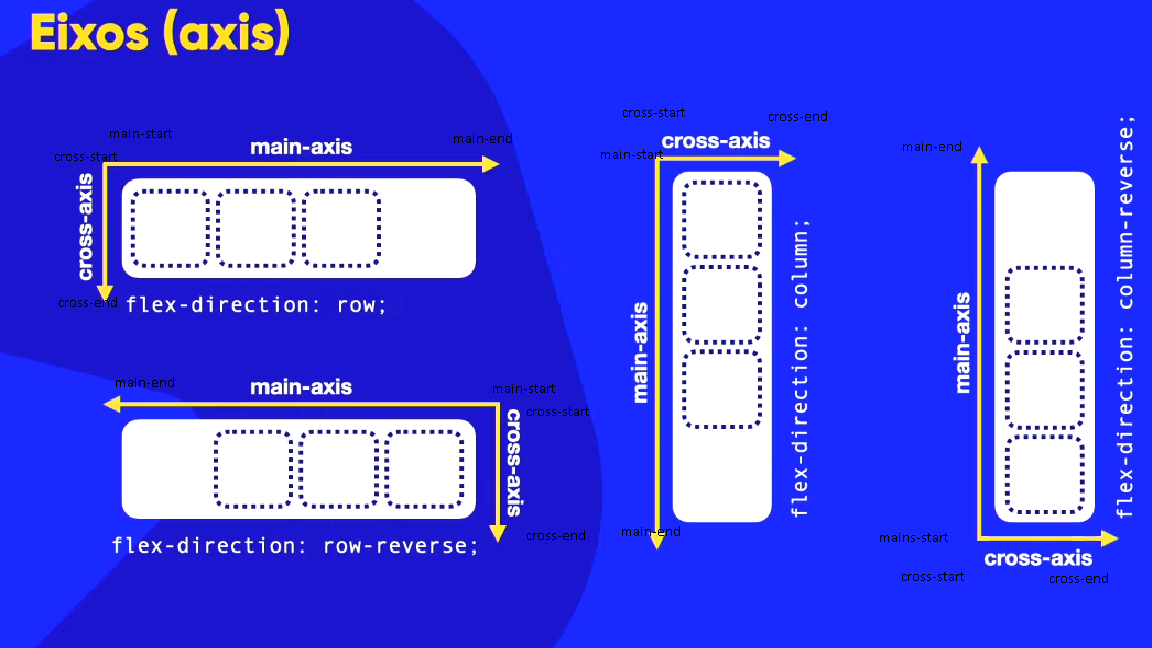 Eixos (axis)
main-start
main-axis
main-end
cross-start
cross-axis
cross-end
flex-direction: row;
main-end
main-axis
main-start
cross-start
cross-axis
cross-end
flex-direction: row-reverse;
cross-start
cross-end
cross-axis
main-start
main-axis
main-end
flex-direction: column;
main-end
main-axis
mains-start
cross-axis
cross-start
cross-end
flex-direction: column-reverse;